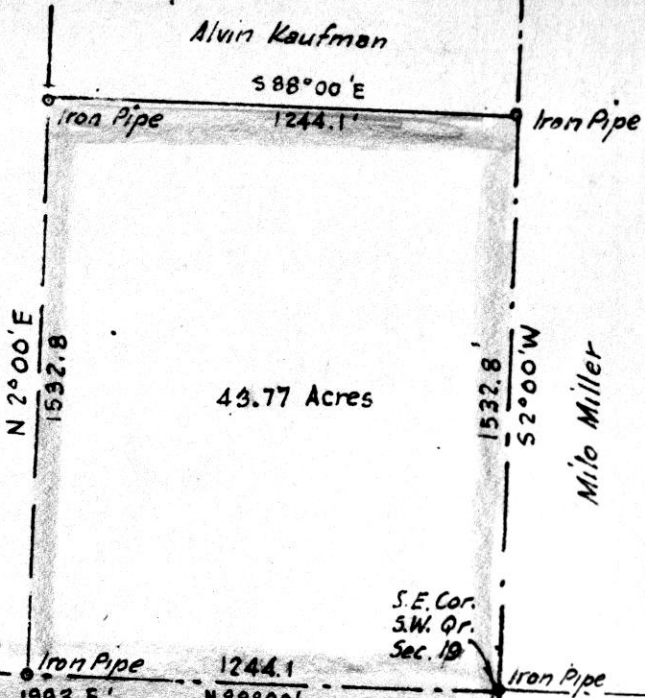 Alvin Kaufman
S 88°00'E
Iron Pipe
1244.1'
Iron Pipe
N 2°00'E
1532.8
43.77 Acres
1532.8'
S 2°00'W
Milo Miller
S.E. Cor.
S.W. Qr.
Sec. 19
Iron Pipe
1244.1
Iron Pipe